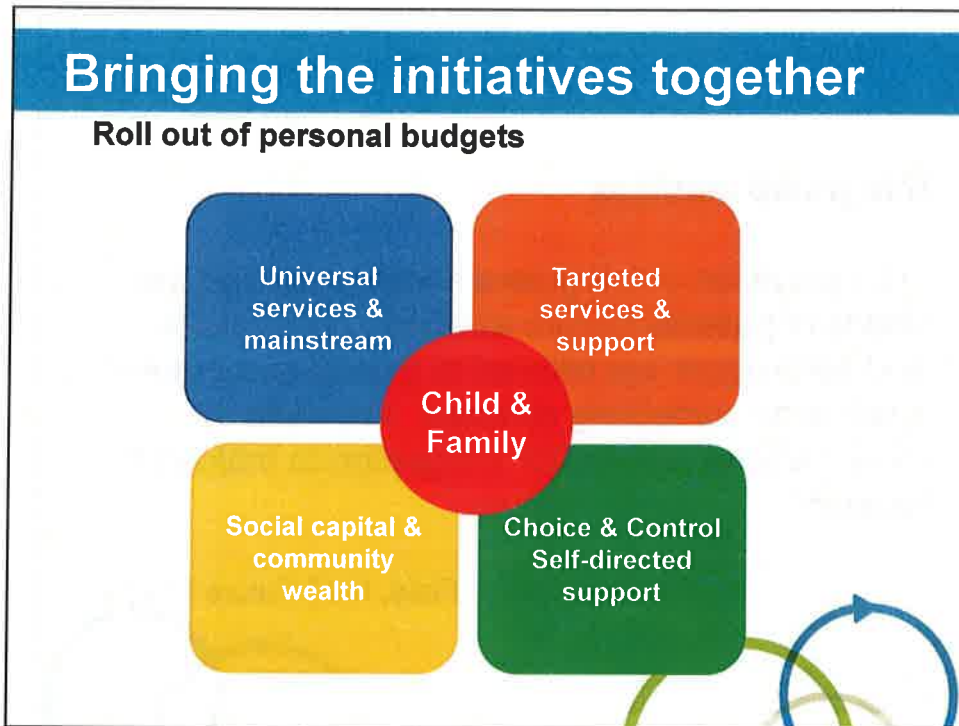 Bringing the initiatives together
Roll out of personal budgets
Universal
services &
mainstream
Targeted
services &
support
Child &
Family
Social capital &
community
wealth
Choice & Control
Self-directed
support